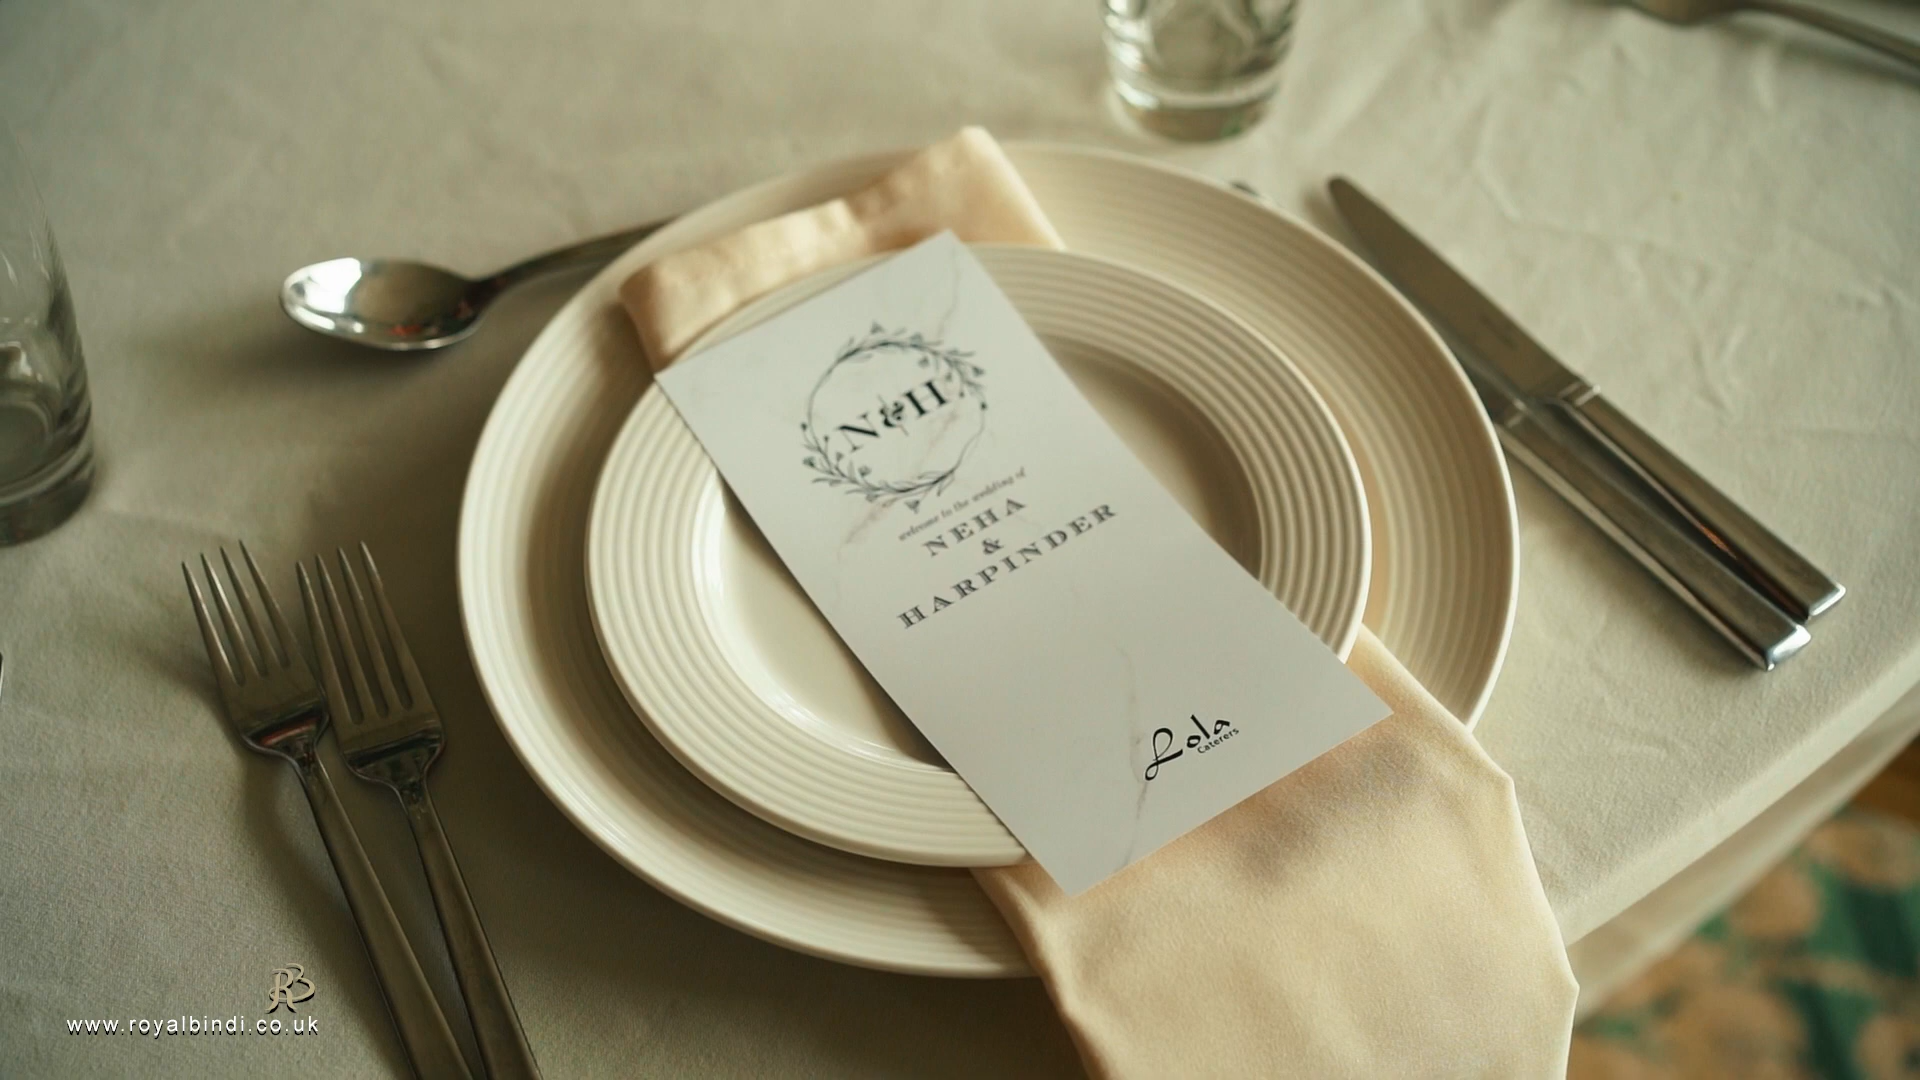 N&H
welcome to the wedding of
NEHA
&
HARPINDER
Lola
Caterers
RB
www.royalbindi.co.uk